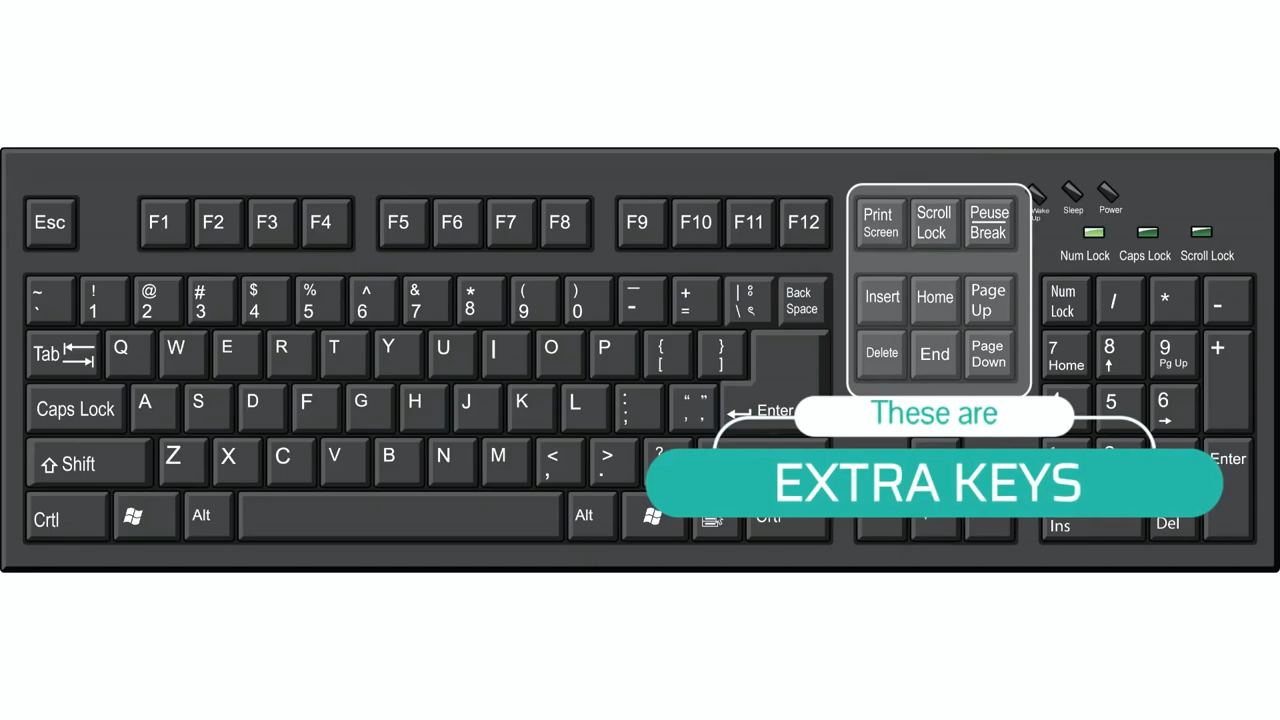 Esc F1 F2 F3 F4 F5 F6 F7 F8 F9 F10 F11 F12
Print Screen
Scroll Lock
Peuse Break
Wake Up
Sleep
Power
Num Lock Caps Lock Scroll Lock
~ ! @ # $ % ^ & * ( ) — + |
` 1 2 3 4 5 6 7 8 9 0 - = \
Back Space
Insert Home
Page Up
Num Lock
/ * -
Tab Q W E R T Y U I O P { [ } ]
Delete End
Page Down
7 Home
8 ↑
9 Pg Up
+
Caps Lock A S D F G H J K L : ; “ ” , ,
Enter
5
6 →
These are
Shift Z X C V B N M < , > . ?
Enter
EXTRA KEYS
Crtl Alt Alt
Ins
Del